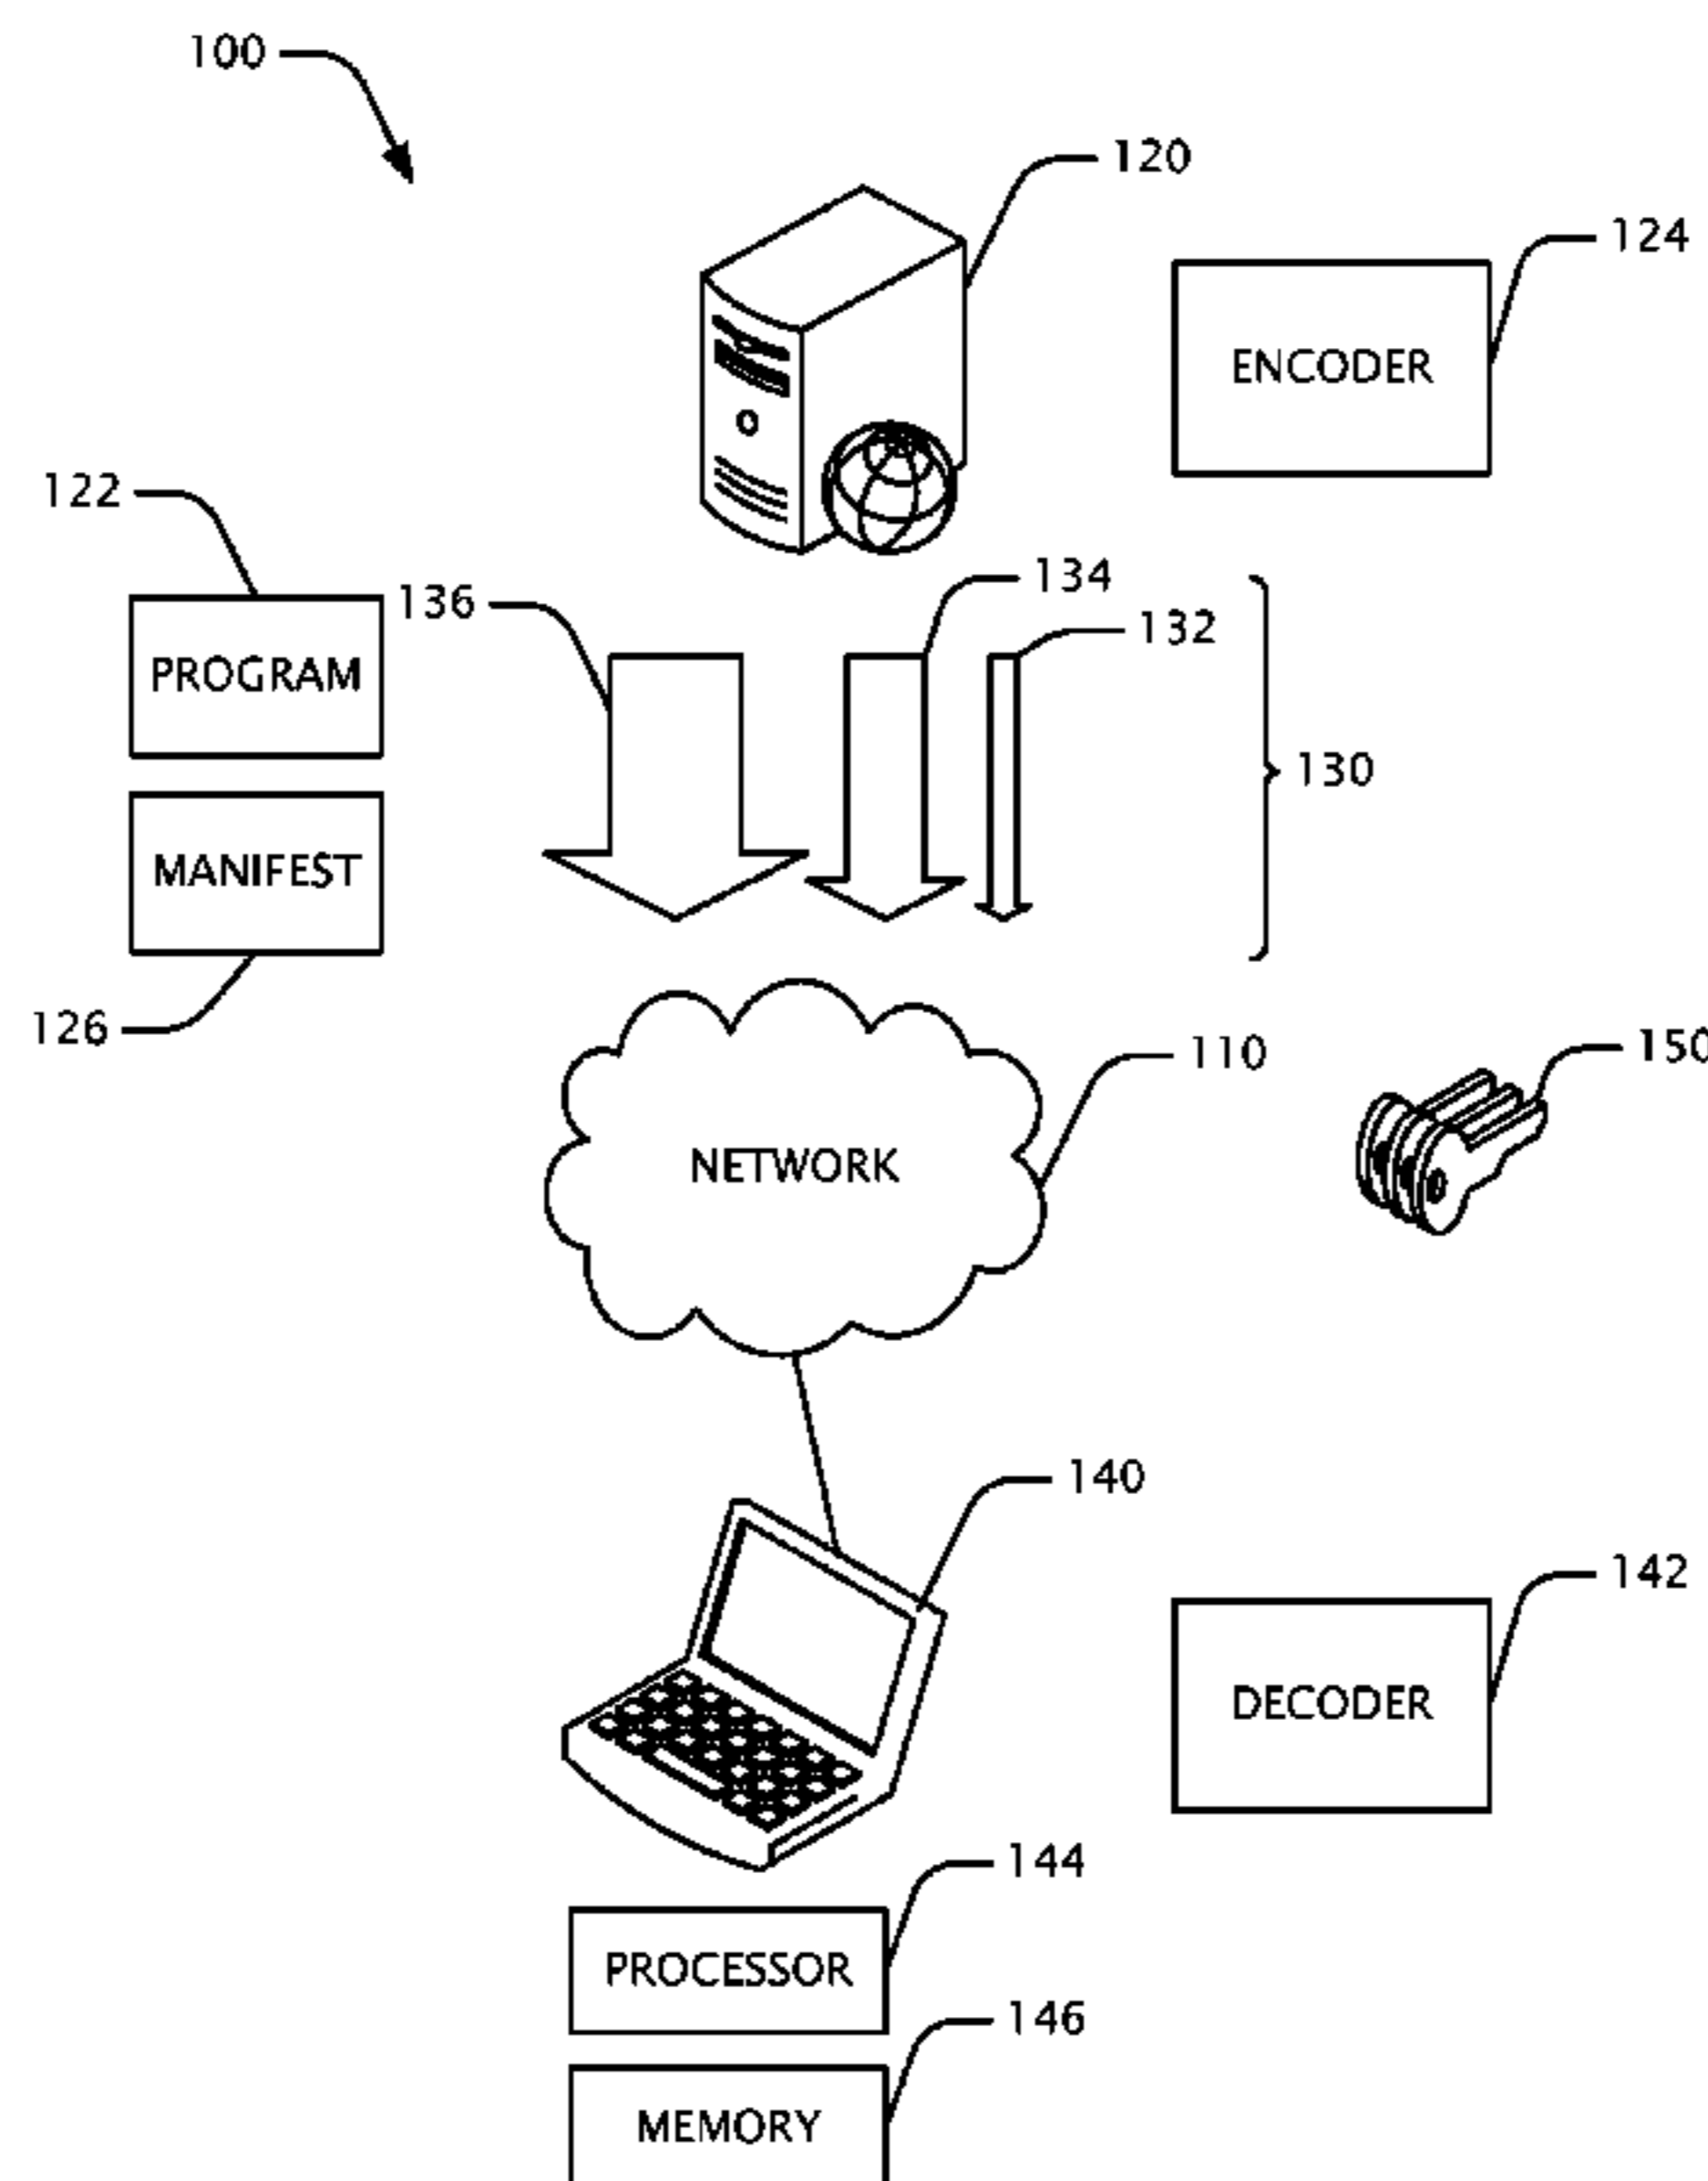 100
120
124
ENCODER
122
136
134
132
PROGRAM
130
MANIFEST
126
110
150
NETWORK
140
142
DECODER
144
PROCESSOR
146
MEMORY